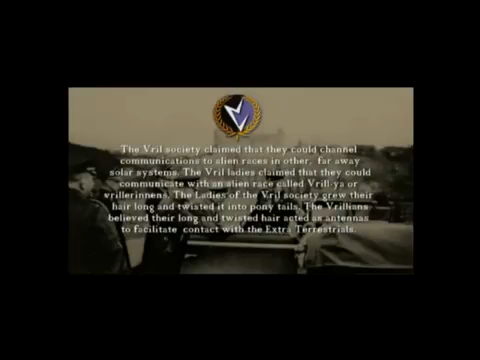 The Vril society claimed that they could channel
communications to alien races in other, far away
solar systems. The Vril ladies claimed that they could
communicate with an alien race called Vrill-ya or
vrillerinnens. The Ladies of the Vril society grew their
hair long and twisted it into pony tails. The Vrillians
believed their long and twisted hair acted as antennas
to facilitate contact with the Extra Terrestrials.